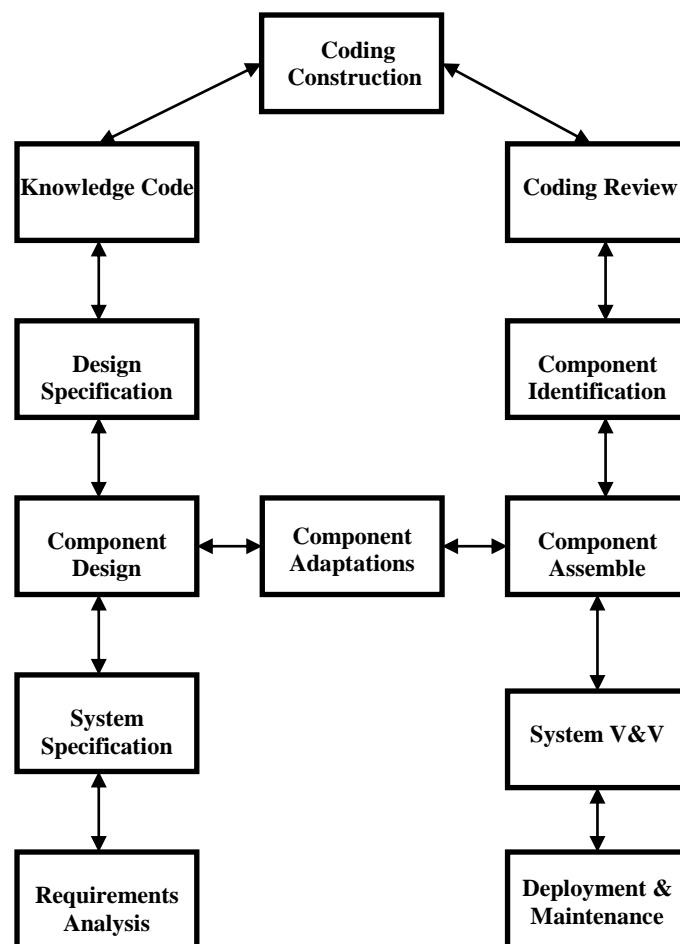 Coding
Construction
Knowledge Code
Coding Review
Design
Specification
Component
Identification
Component
Design
Component
Adaptations
Component
Assemble
System
Specification
System V&V
Requirements
Analysis
Deployment &
Maintenance